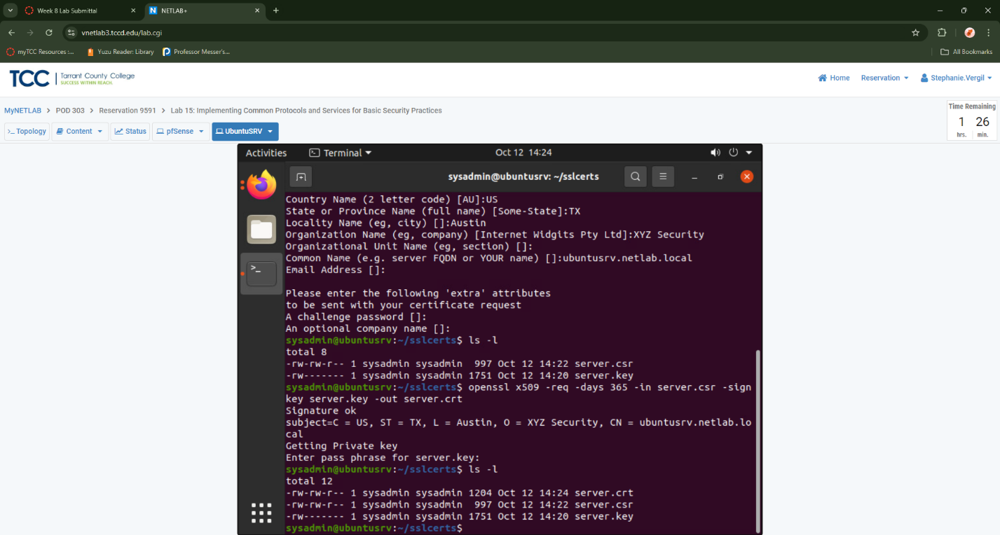 Week 8 Lab Submittal
NETLAB+
vnetlab3.tccd.edu/lab.cgi
myTCC Resources :...
Yuzu Reader: Library
Professor Messer's...
All Bookmarks
TCC
Tarrant County College
SUCCESS WITHIN REACH.
Home
Reservation
Stephanie.Vergil
MyNETLAB > POD 303 > Reservation 9591 > Lab 15: Implementing Common Protocols and Services for Basic Security Practices
Time Remaining
1 26
hrs. min.
>_ Topology
Content
Status
pfSense
UbuntuSRV
Activities
Terminal
Oct 12 14:24
sysadmin@ubuntusrv: ~/sslcerts
Country Name (2 letter code) [AU]:US
State or Province Name (full name) [Some-State]:TX
Locality Name (eg, city) []:Austin
Organization Name (eg, company) [Internet Widgits Pty Ltd]:XYZ Security
Organizational Unit Name (eg, section) []:
Common Name (e.g. server FQDN or YOUR name) []:ubuntusrv.netlab.local
Email Address []:
Please enter the following 'extra' attributes
to be sent with your certificate request
A challenge password []:
An optional company name []:
sysadmin@ubuntusrv:~/sslcerts$ ls -l
total 8
-rw-rw-r-- 1 sysadmin sysadmin  997 Oct 12 14:22 server.csr
-rw------- 1 sysadmin sysadmin 1751 Oct 12 14:20 server.key
sysadmin@ubuntusrv:~/sslcerts$ openssl x509 -req -days 365 -in server.csr -sign
key server.key -out server.crt
Signature ok
subject=C = US, ST = TX, L = Austin, O = XYZ Security, CN = ubuntusrv.netlab.lo
cal
Getting Private key
Enter pass phrase for server.key:
sysadmin@ubuntusrv:~/sslcerts$ ls -l
total 12
-rw-rw-r-- 1 sysadmin sysadmin 1204 Oct 12 14:24 server.crt
-rw-rw-r-- 1 sysadmin sysadmin  997 Oct 12 14:22 server.csr
-rw------- 1 sysadmin sysadmin 1751 Oct 12 14:20 server.key
sysadmin@ubuntusrv:~/sslcerts$